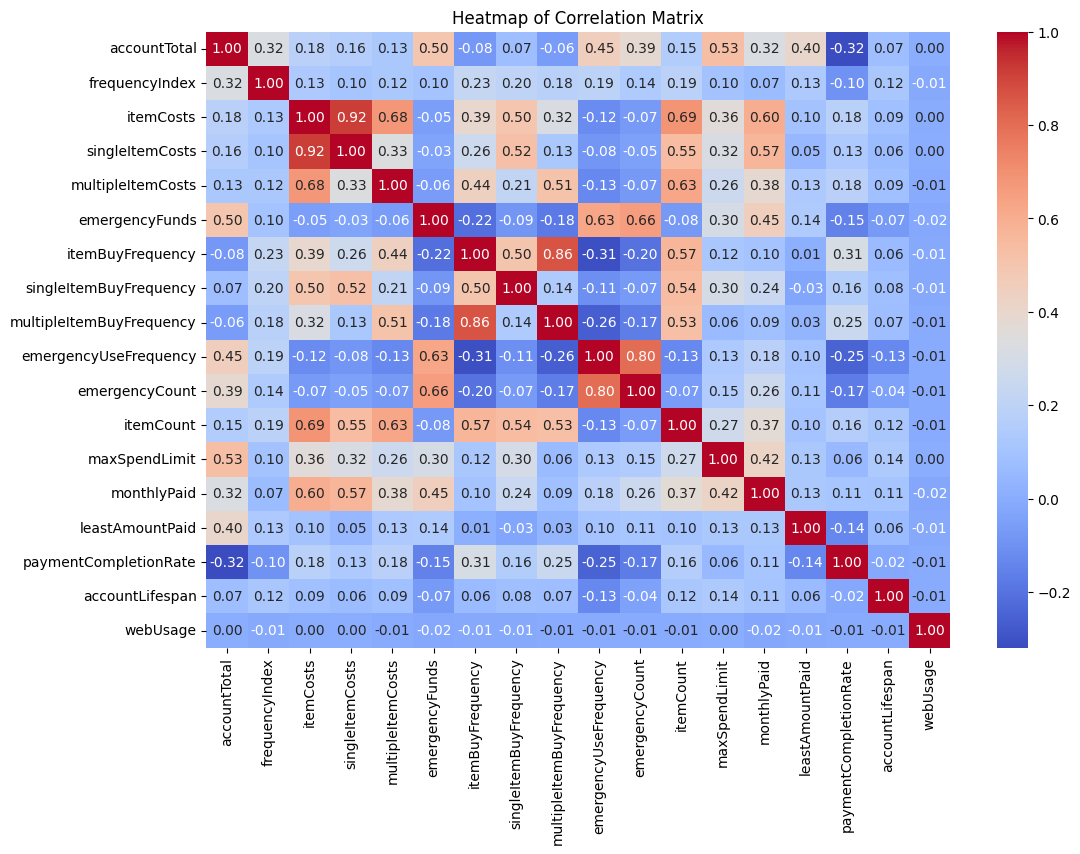 Heatmap of Correlation Matrix
accountTotal 1.00 0.32 0.18 0.16 0.13 0.50 -0.08 0.07 -0.06 0.45 0.39 0.15 0.53 0.32 0.40 -0.32 0.07 0.00
frequencyIndex 0.32 1.00 0.13 0.10 0.12 0.10 0.23 0.20 0.18 0.19 0.14 0.19 0.10 0.07 0.13 -0.10 0.12 -0.01
itemCosts 0.18 0.13 1.00 0.92 0.68 -0.05 0.39 0.50 0.32 -0.12 -0.07 0.69 0.36 0.60 0.10 0.18 0.09 0.00
singleItemCosts 0.16 0.10 0.92 1.00 0.33 -0.03 0.26 0.52 0.13 -0.08 -0.05 0.55 0.32 0.57 0.05 0.13 0.06 0.00
multipleItemCosts 0.13 0.12 0.68 0.33 1.00 -0.06 0.44 0.21 0.51 -0.13 -0.07 0.63 0.26 0.38 0.13 0.18 0.09 -0.01
emergencyFunds 0.50 0.10 -0.05 -0.03 -0.06 1.00 -0.22 -0.09 -0.18 0.63 0.66 -0.08 0.30 0.45 0.14 -0.15 -0.07 -0.02
itemBuyFrequency -0.08 0.23 0.39 0.26 0.44 -0.22 1.00 0.50 0.86 -0.31 -0.20 0.57 0.12 0.10 0.01 0.31 0.06 -0.01
singleItemBuyFrequency 0.07 0.20 0.50 0.52 0.21 -0.09 0.50 1.00 0.14 -0.11 -0.07 0.54 0.30 0.24 -0.03 0.16 0.08 -0.01
multipleItemBuyFrequency -0.06 0.18 0.32 0.13 0.51 -0.18 0.86 0.14 1.00 -0.26 -0.17 0.53 0.06 0.09 0.03 0.25 0.07 -0.01
emergencyUseFrequency 0.45 0.19 -0.12 -0.08 -0.13 0.63 -0.31 -0.11 -0.26 1.00 0.80 -0.13 0.13 0.18 0.10 -0.25 -0.13 -0.01
emergencyCount 0.39 0.14 -0.07 -0.05 -0.07 0.66 -0.20 -0.07 -0.17 0.80 1.00 -0.07 0.15 0.26 0.11 -0.17 -0.04 -0.01
itemCount 0.15 0.19 0.69 0.55 0.63 -0.08 0.57 0.54 0.53 -0.13 -0.07 1.00 0.27 0.37 0.10 0.16 0.12 -0.01
maxSpendLimit 0.53 0.10 0.36 0.32 0.26 0.30 0.12 0.30 0.06 0.13 0.15 0.27 1.00 0.42 0.13 0.06 0.14 0.00
monthlyPaid 0.32 0.07 0.60 0.57 0.38 0.45 0.10 0.24 0.09 0.18 0.26 0.37 0.42 1.00 0.13 0.11 0.11 -0.02
leastAmountPaid 0.40 0.13 0.10 0.05 0.13 0.14 0.01 -0.03 0.03 0.10 0.11 0.10 0.13 0.13 1.00 -0.14 0.06 -0.01
paymentCompletionRate -0.32 -0.10 0.18 0.13 0.18 -0.15 0.31 0.16 0.25 -0.25 -0.17 0.16 0.06 0.11 -0.14 1.00 -0.02 -0.01
accountLifespan 0.07 0.12 0.09 0.06 0.09 -0.07 0.06 0.08 0.07 -0.13 -0.04 0.12 0.14 0.11 0.06 -0.02 1.00 -0.01
webUsage 0.00 -0.01 0.00 0.00 -0.01 -0.02 -0.01 -0.01 -0.01 -0.01 -0.01 -0.01 0.00 -0.02 -0.01 -0.01 -0.01 1.00
accountTotal
frequencyIndex
itemCosts
singleItemCosts
multipleItemCosts
emergencyFunds
itemBuyFrequency
singleItemBuyFrequency
multipleItemBuyFrequency
emergencyUseFrequency
emergencyCount
itemCount
maxSpendLimit
monthlyPaid
leastAmountPaid
paymentCompletionRate
accountLifespan
webUsage
1.0
0.8
0.6
0.4
0.2
0.0
−0.2